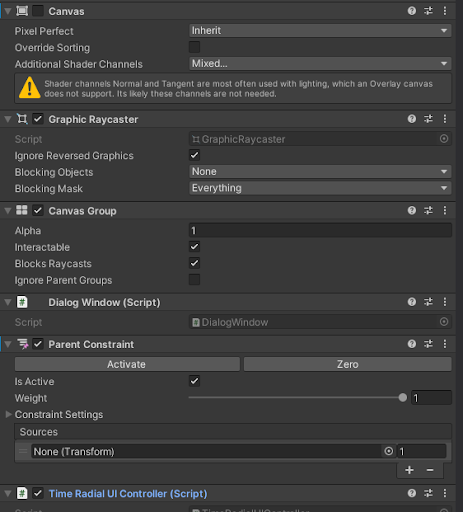 Canvas
Pixel Perfect Inherit
Override Sorting
Additional Shader Channels Mixed...
Shader channels Normal and Tangent are most often used with lighting, which an Overlay canvas
does not support. Its likely these channels are not needed.
Graphic Raycaster
Script GraphicRaycaster
Ignore Reversed Graphics
Blocking Objects None
Blocking Mask Everything
Canvas Group
Alpha 1
Interactable
Blocks Raycasts
Ignore Parent Groups
# Dialog Window (Script)
Script DialogWindow
Parent Constraint
Activate Zero
Is Active
Weight 1
Constraint Settings
Sources
None (Transform) 1
+ −
# Time Radial UI Controller (Script)
Script TimeRadialUIController